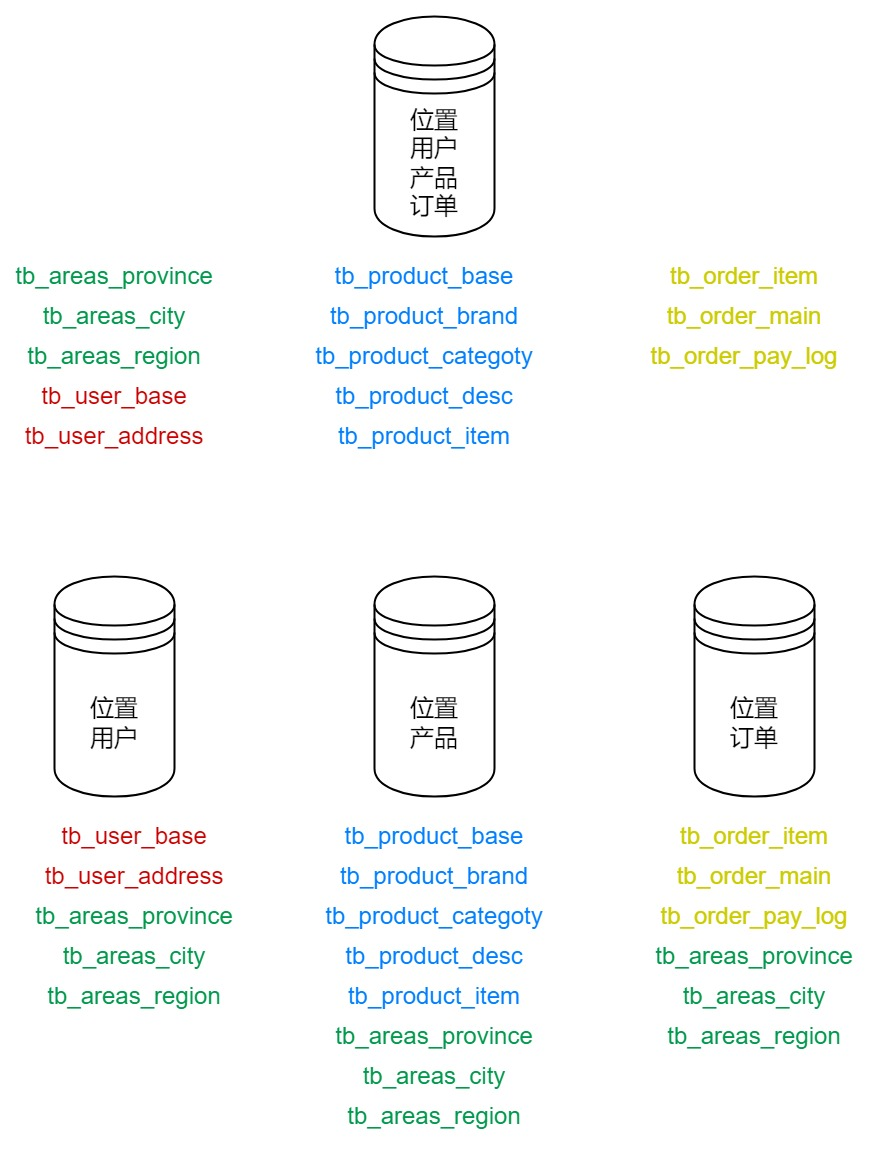 位置
用户
产品
订单
tb_areas_province
tb_areas_city
tb_areas_region
tb_user_base
tb_user_address
tb_product_base
tb_product_brand
tb_product_categoty
tb_product_desc
tb_product_item
tb_order_item
tb_order_main
tb_order_pay_log
位置
用户
tb_user_base
tb_user_address
tb_areas_province
tb_areas_city
tb_areas_region
位置
产品
tb_product_base
tb_product_brand
tb_product_categoty
tb_product_desc
tb_product_item
tb_areas_province
tb_areas_city
tb_areas_region
位置
订单
tb_order_item
tb_order_main
tb_order_pay_log
tb_areas_province
tb_areas_city
tb_areas_region